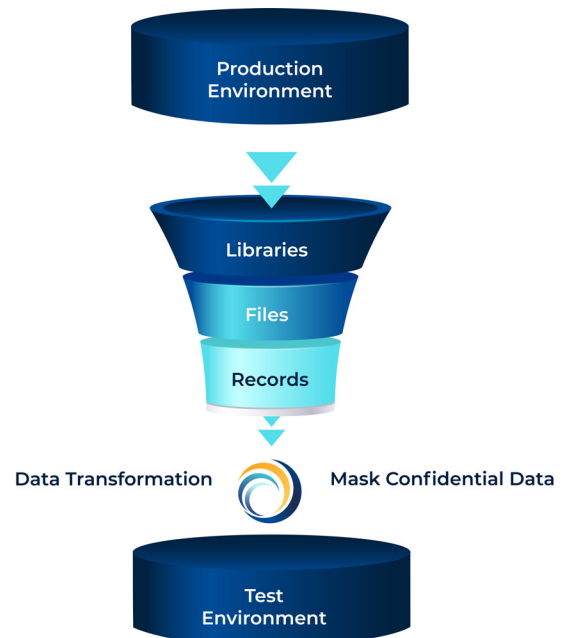 Production
Environment
Libraries
Files
Records
Data Transformation
Mask Confidential Data
Test
Environment